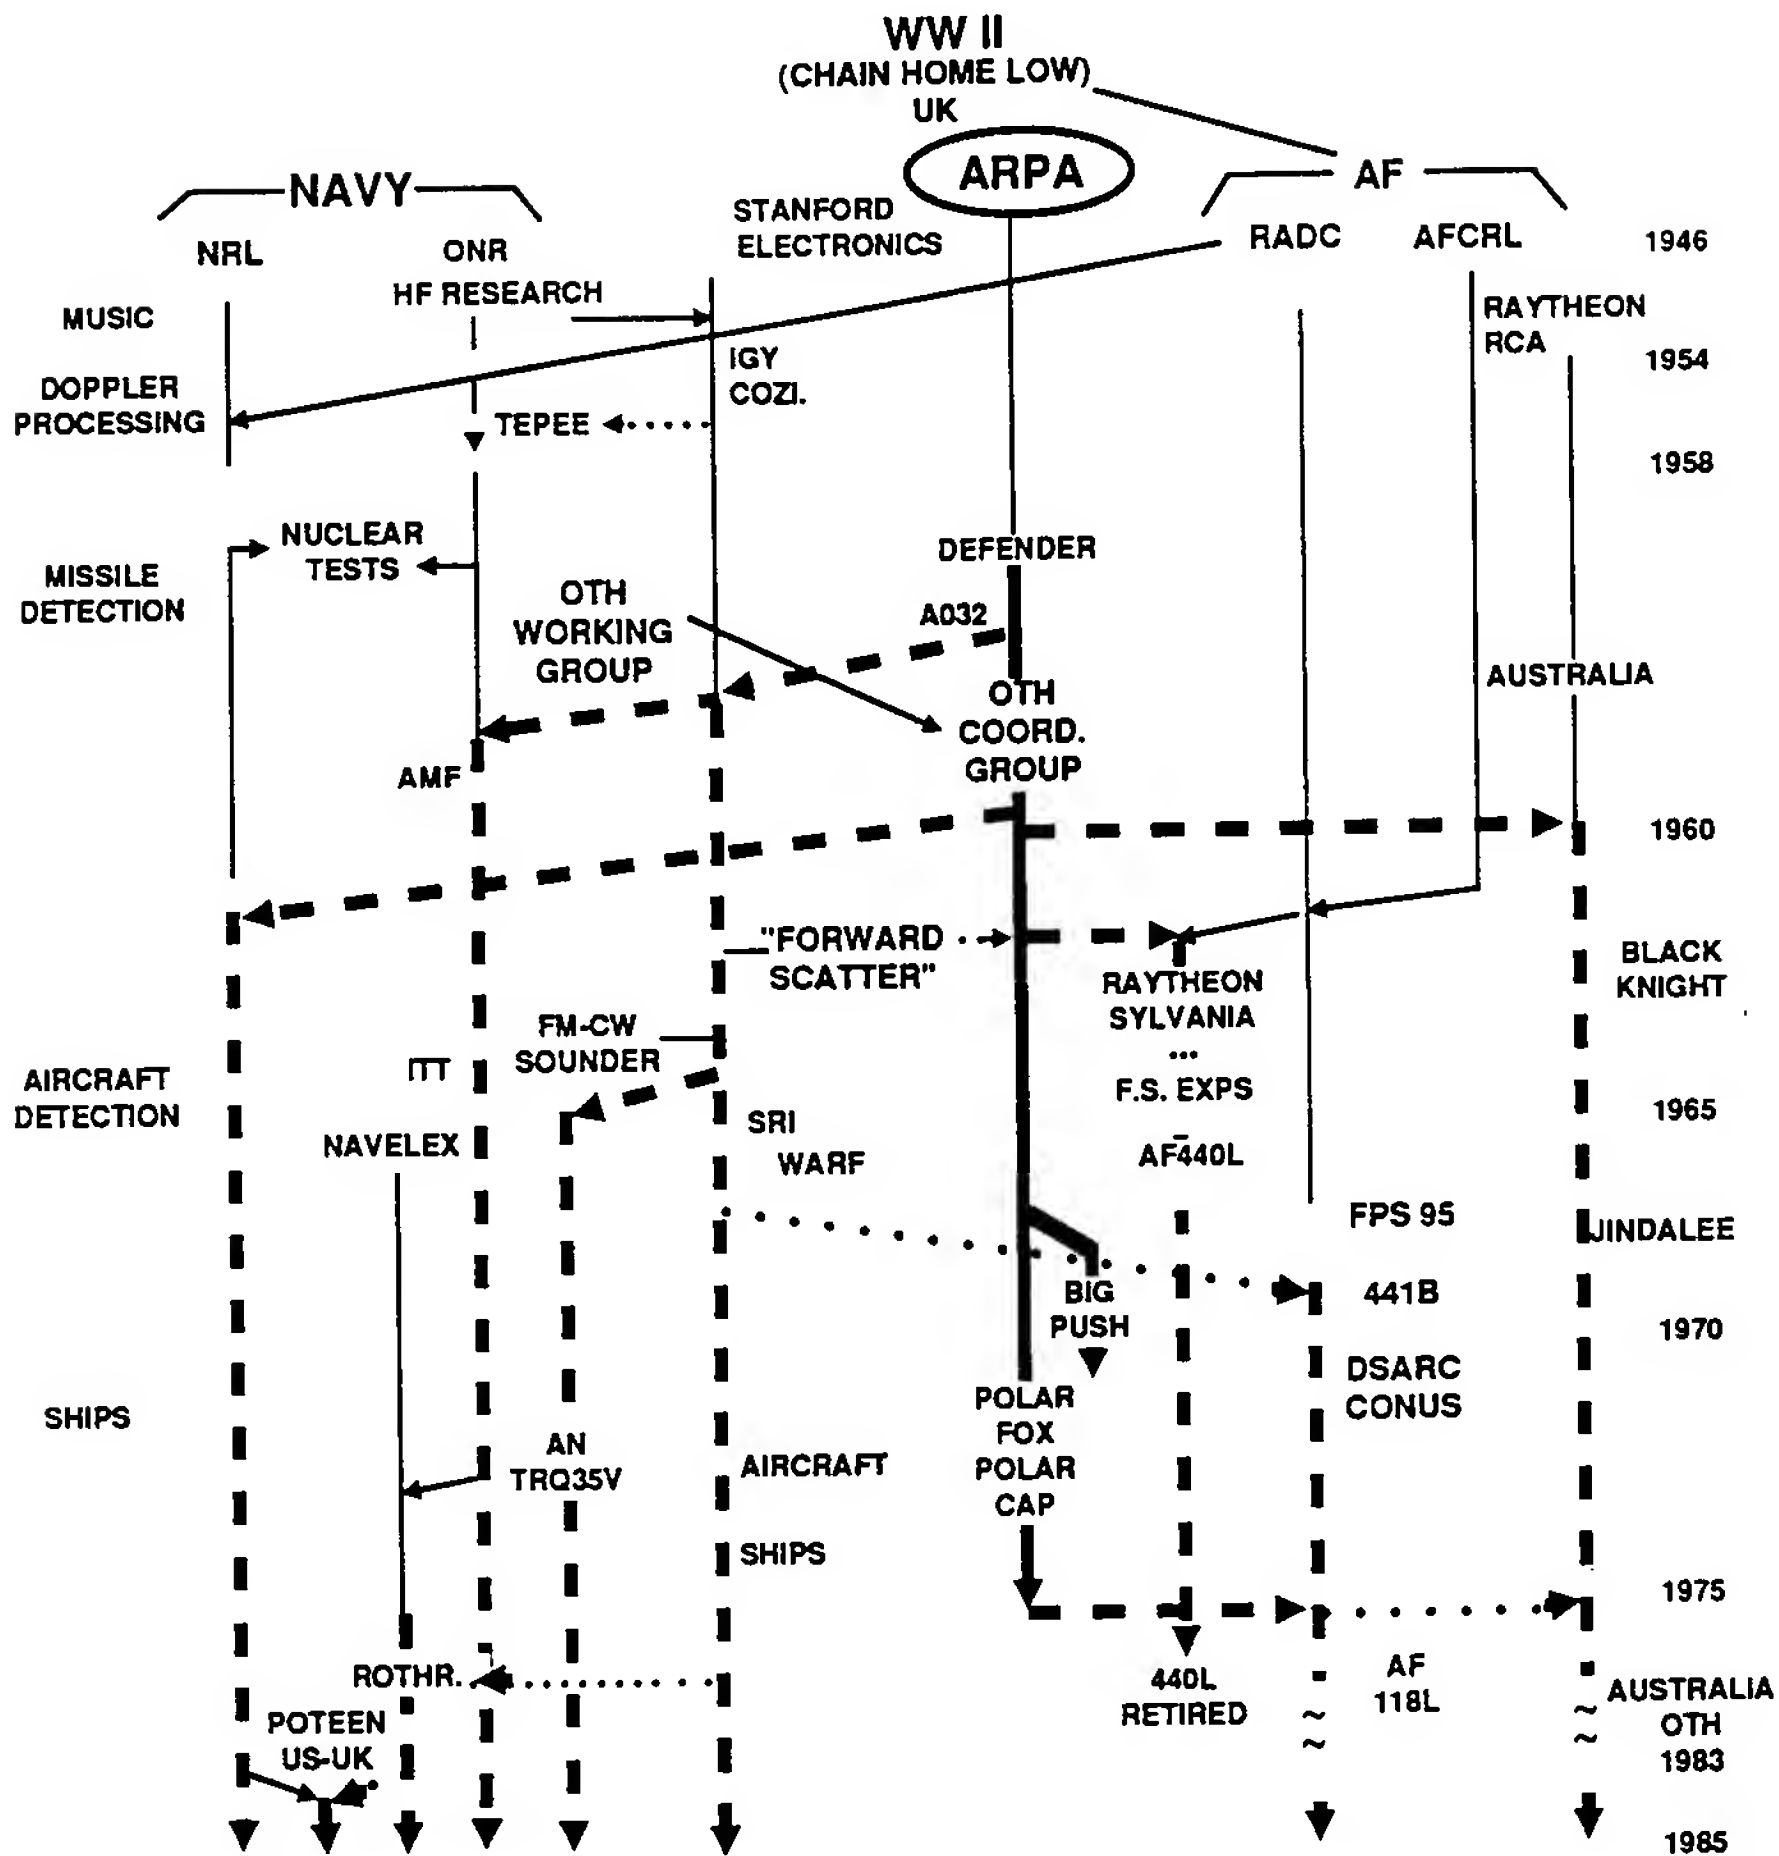 WW II
(CHAIN HOME LOW)
UK
ARPA
NAVY
AF
STANFORD
ELECTRONICS
NRL
ONR
RADC
AFCRL
1946
HF RESEARCH
MUSIC
RAYTHEON
RCA
IGY
COZI.
1954
DOPPLER
PROCESSING
TEPEE
1958
NUCLEAR
TESTS
DEFENDER
MISSILE
DETECTION
OTH
WORKING
GROUP
A032
AUSTRALIA
OTH
COORD.
GROUP
AMF
1960
"FORWARD
SCATTER"
RAYTHEON
SYLVANIA
...
F.S. EXPS
BLACK
KNIGHT
FM-CW
SOUNDER
ITT
AIRCRAFT
DETECTION
1965
NAVELEX
SRI
WARF
AF440L
FPS 95
JINDALEE
BIG
PUSH
441B
1970
DSARC
CONUS
POLAR
FOX
POLAR
CAP
SHIPS
AN
TRQ35V
AIRCRAFT
SHIPS
1975
ROTHR.
440L
RETIRED
AF
118L
AUSTRALIA
OTH
1983
POTEEN
US-UK
1985